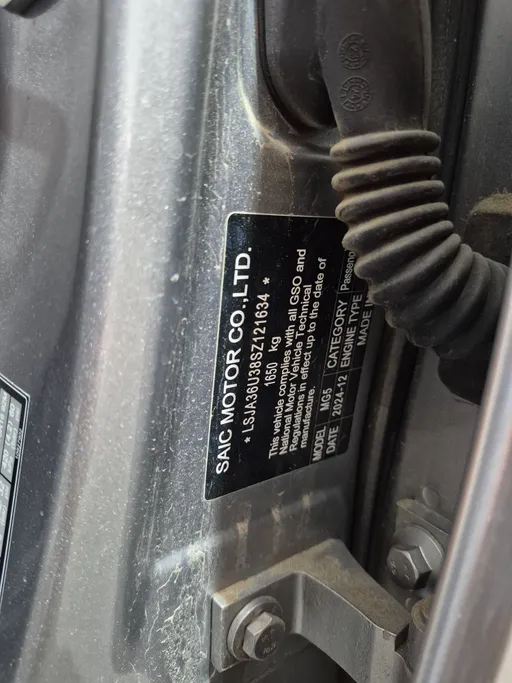 SAIC MOTOR CO.,LTD.
* LSJA36U38SZ121634 *
1650 kg
This vehicle complies with all GSO and
National Motor Vehicle Technical
Regulations in effect up to the date of
manufacture.
MODEL MG5 CATEGORY
DATE 2024-12 ENGINE TYPE
MADE